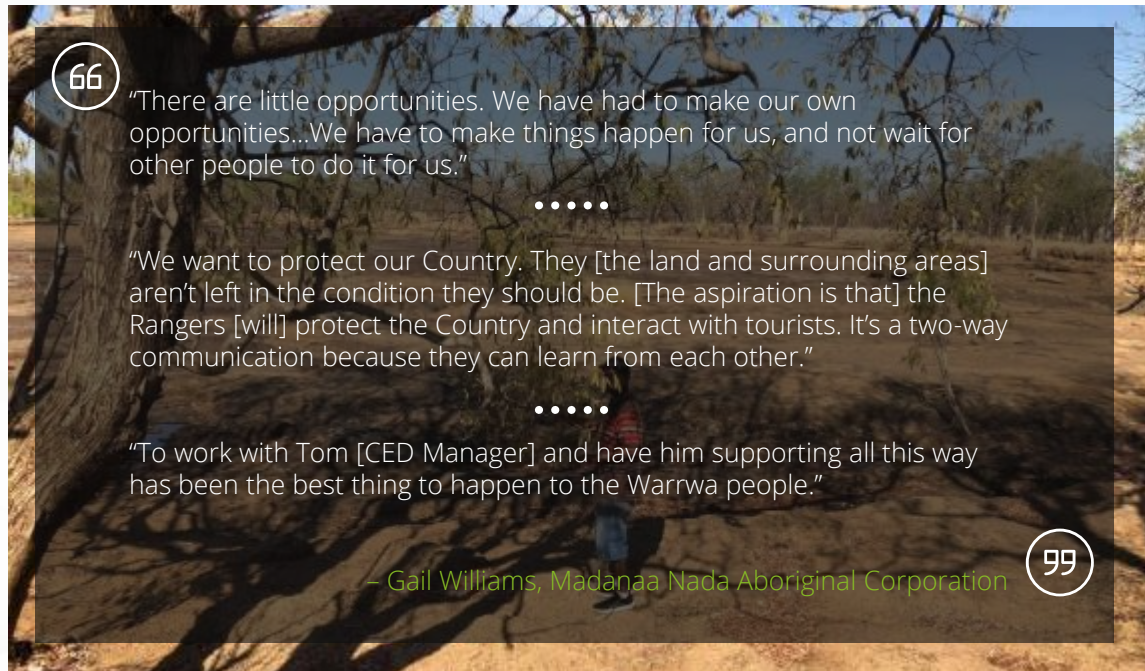 “There are little opportunities. We have had to make our own
opportunities...We have to make things happen for us, and not wait for
other people to do it for us.”
“We want to protect our Country. They [the land and surrounding areas]
aren’t left in the condition they should be. [The aspiration is that] the
Rangers [will] protect the Country and interact with tourists. It’s a two-way
communication because they can learn from each other.”
“To work with Tom [CED Manager] and have him supporting all this way
has been the best thing to happen to the Warrwa people.”
– Gail Williams, Madanaa Nada Aboriginal Corporation